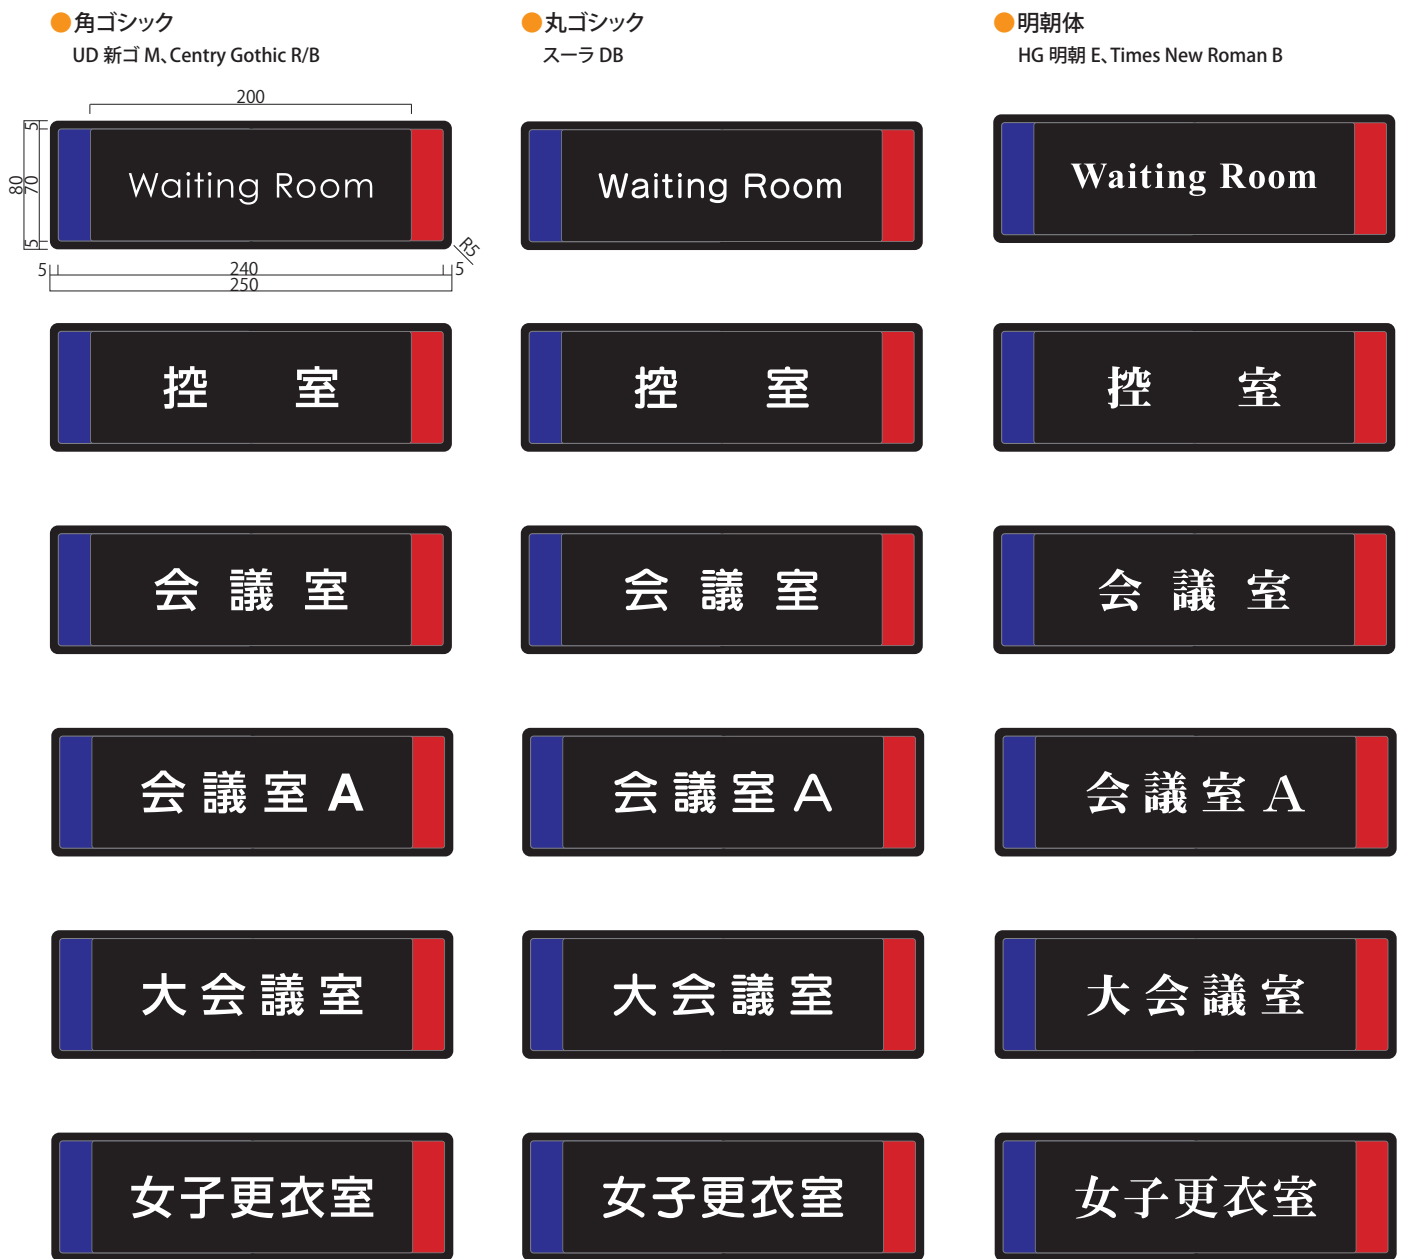 ●角ゴシック
UD 新ゴ M、Centry Gothic R/B
●丸ゴシック
スーラ DB
●明朝体
HG 明朝 E、Times New Roman B
200
5
80
70
5
R5
5
240
5
250
Waiting Room
Waiting Room
Waiting Room
控 室
控 室
控 室
会 議 室
会 議 室
会 議 室
会 議 室 A
会 議 室 A
会 議 室 A
大 会 議 室
大 会 議 室
大 会 議 室
女子更衣室
女子更衣室
女子更衣室